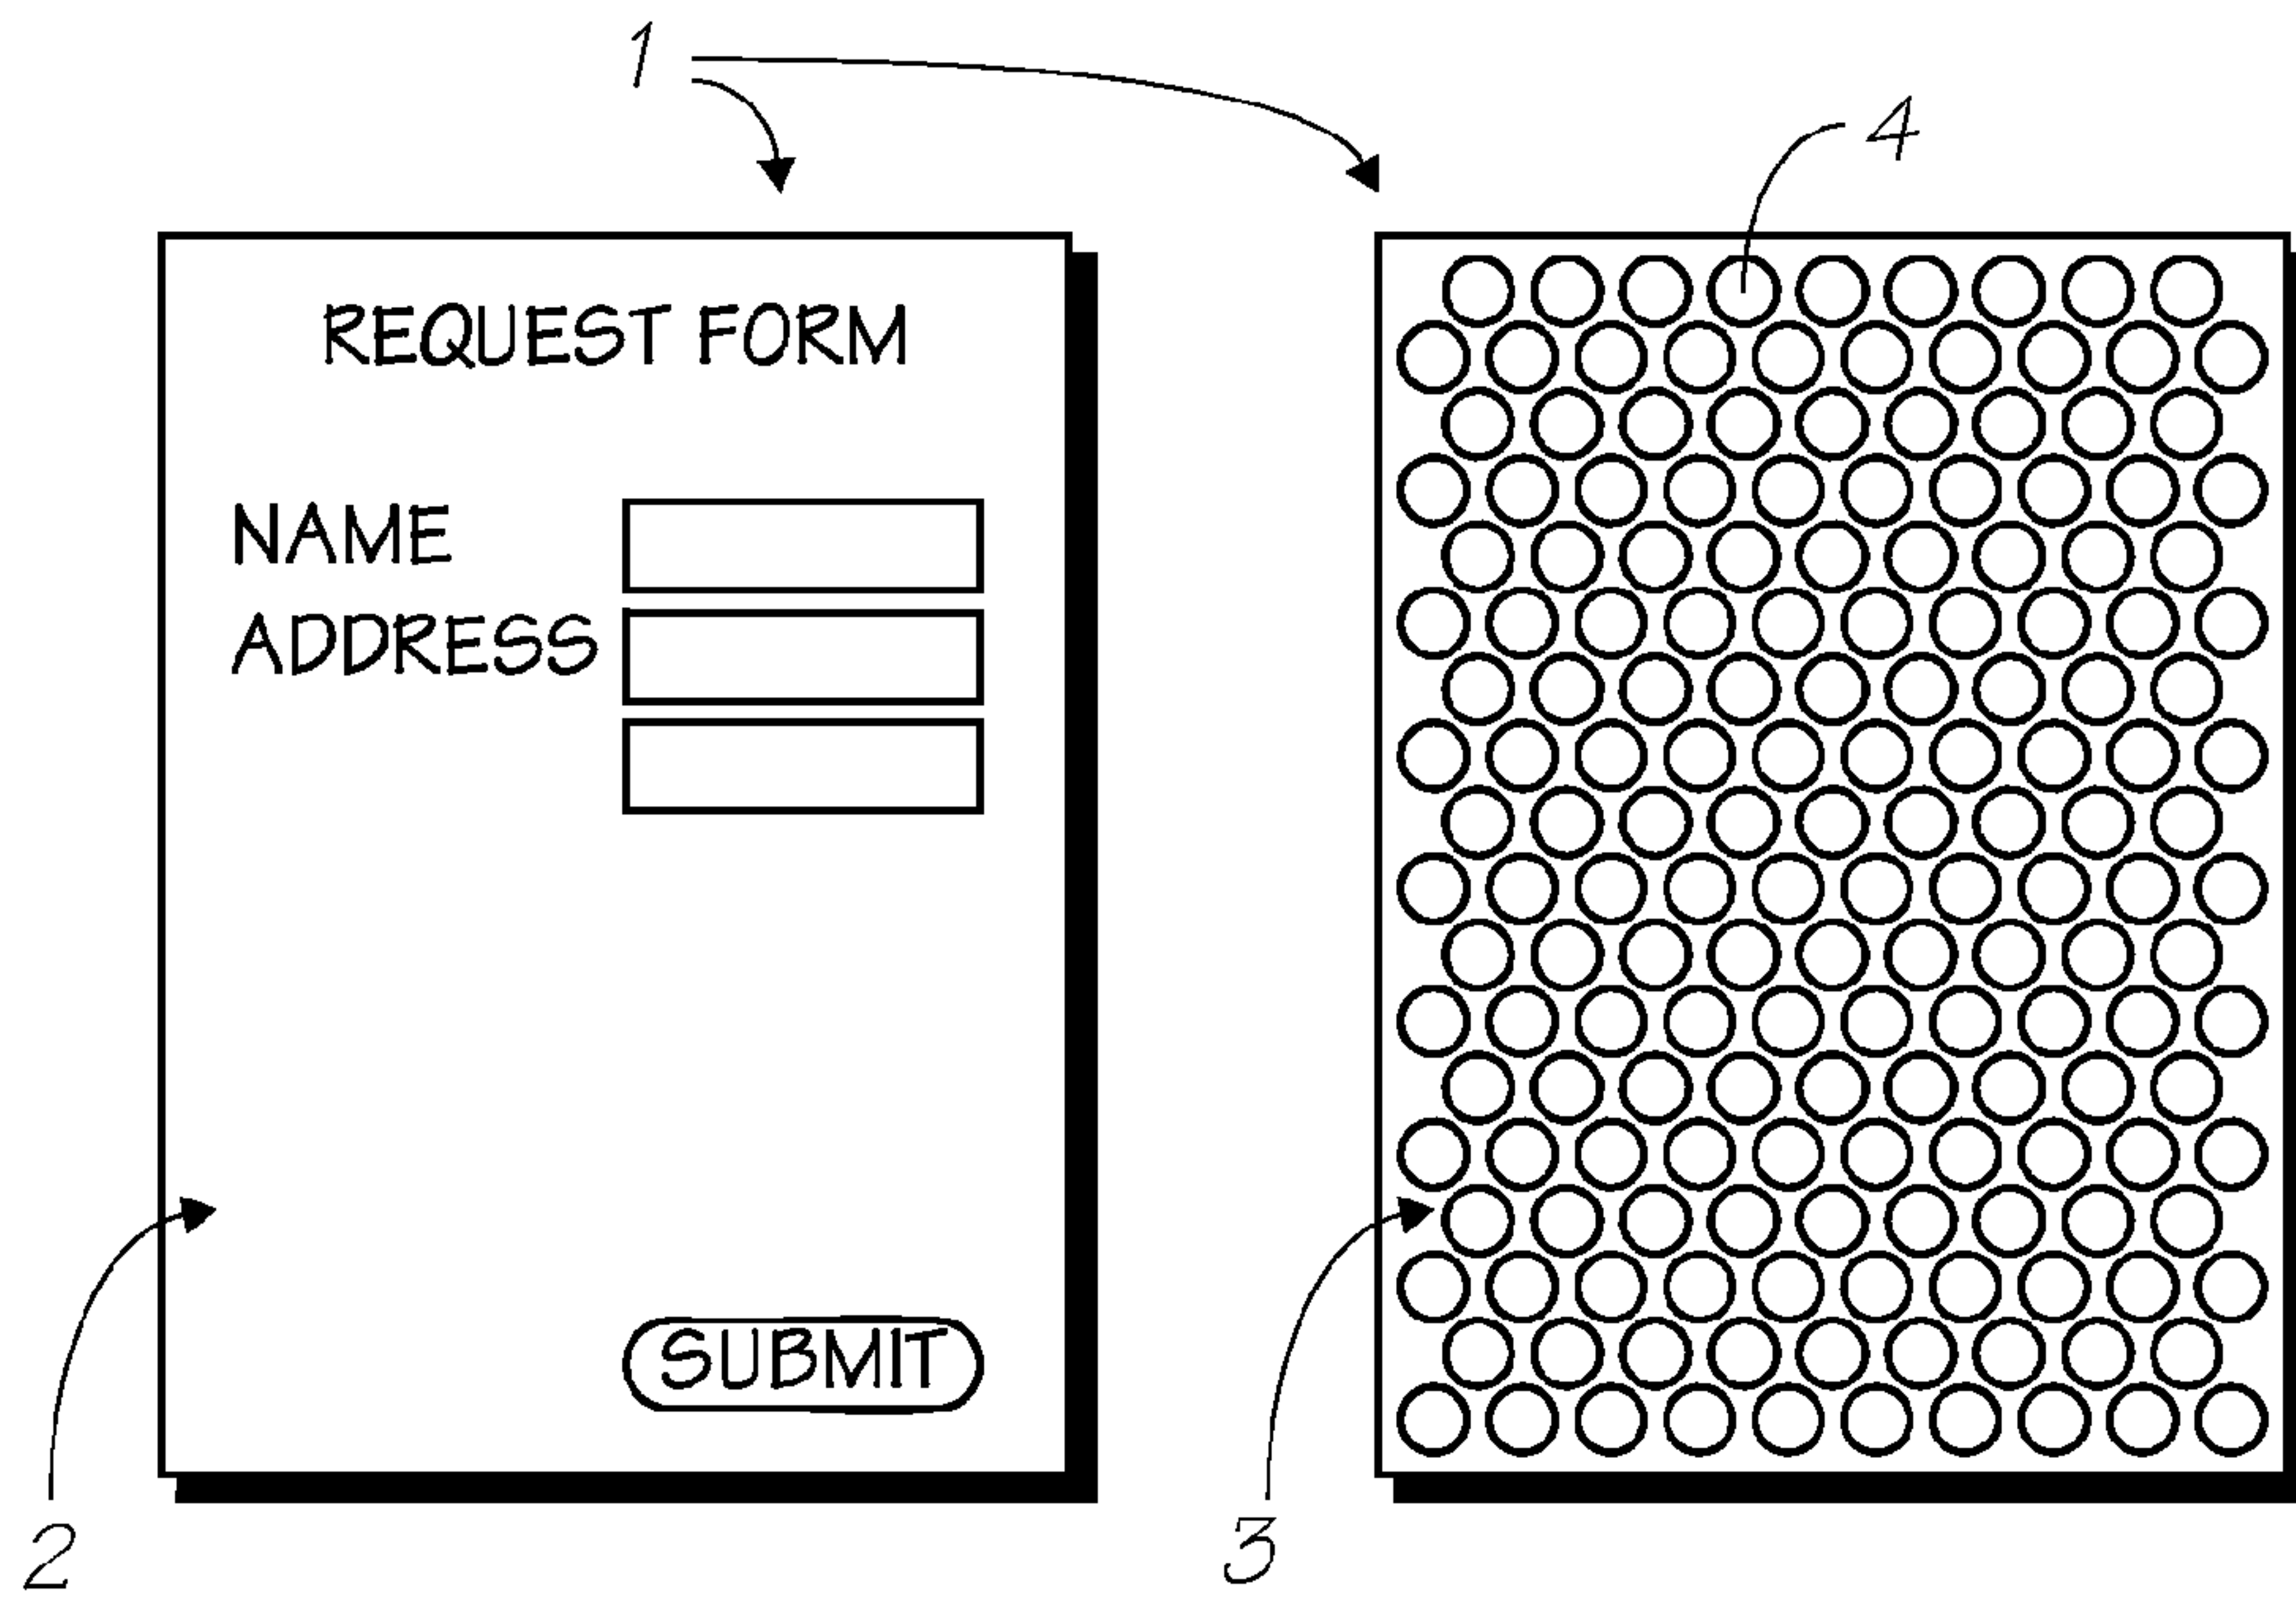 1
4
REQUEST FORM
NAME
ADDRESS
SUBMIT
2
3